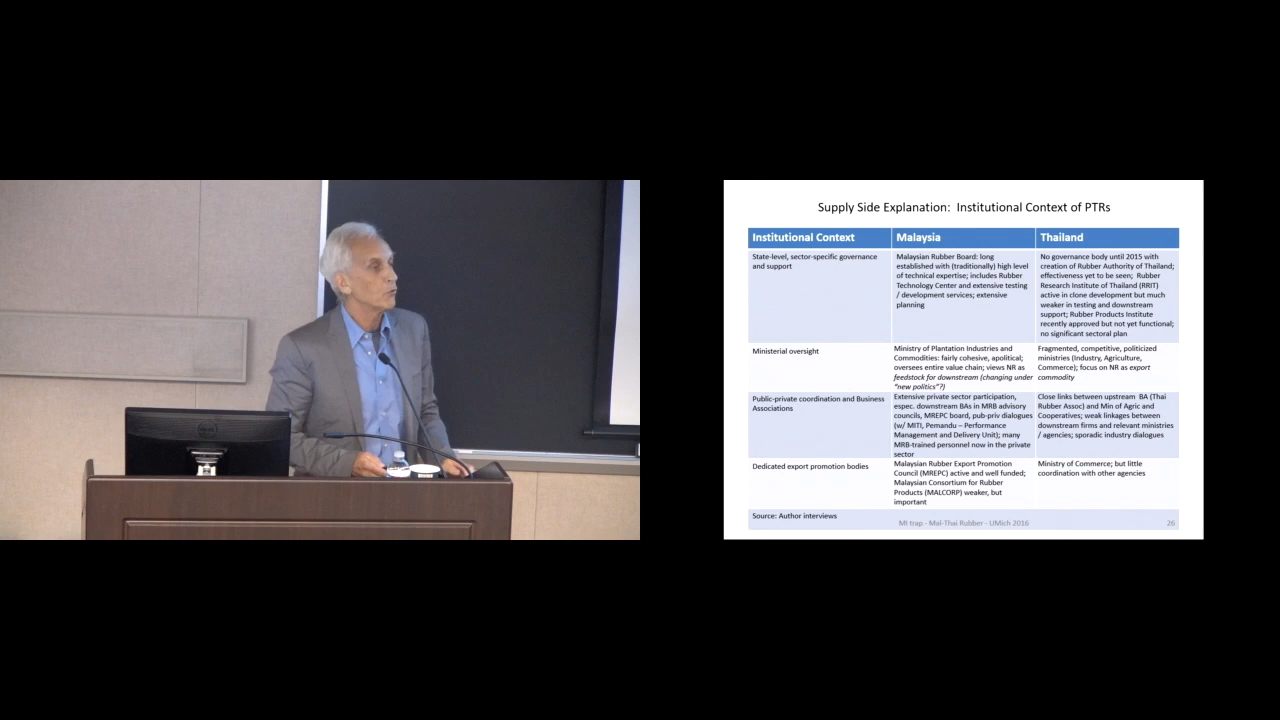 Supply Side Explanation: Institutional Context of PTRs
Institutional Context
Malaysia
Thailand
State-level, sector-specific governance
and support
Malaysian Rubber Board: long
established with (traditionally) high level
of technical expertise; includes Rubber
Technology Center and extensive testing
/ development services; extensive
planning
No governance body until 2015 with
creation of Rubber Authority of Thailand;
effectiveness yet to be seen; Rubber
Research Institute of Thailand (RRIT)
active in clone development but much
weaker in testing and downstream
support; Rubber Products Institute
recently approved but not yet functional;
no significant sectoral plan
Ministerial oversight
Ministry of Plantation Industries and
Commodities: fairly cohesive, apolitical;
oversees entire value chain; views NR as
feedstock for downstream (changing under
“new politics”?)
Fragmented, competitive, politicized
ministries (Industry, Agriculture,
Commerce); focus on NR as export
commodity
Public-private coordination and Business
Associations
Extensive private sector participation,
espec. downstream BAs in MRB advisory
councils, MREPC board, pub-priv dialogues
(w/ MITI, Pemandu – Performance
Management and Delivery Unit); many
MRB-trained personnel now in the private
sector
Close links between upstream BA (Thai
Rubber Assoc) and Min of Agric and
Cooperatives; weak linkages between
downstream firms and relevant ministries
/ agencies; sporadic industry dialogues
Dedicated export promotion bodies
Malaysian Rubber Export Promotion
Council (MREPC) active and well funded;
Malaysian Consortium for Rubber
Products (MALCORP) weaker, but
important
Ministry of Commerce; but little
coordination with other agencies
Source: Author interviews
MI trap - Mal-Thai Rubber - UMich 2016
26